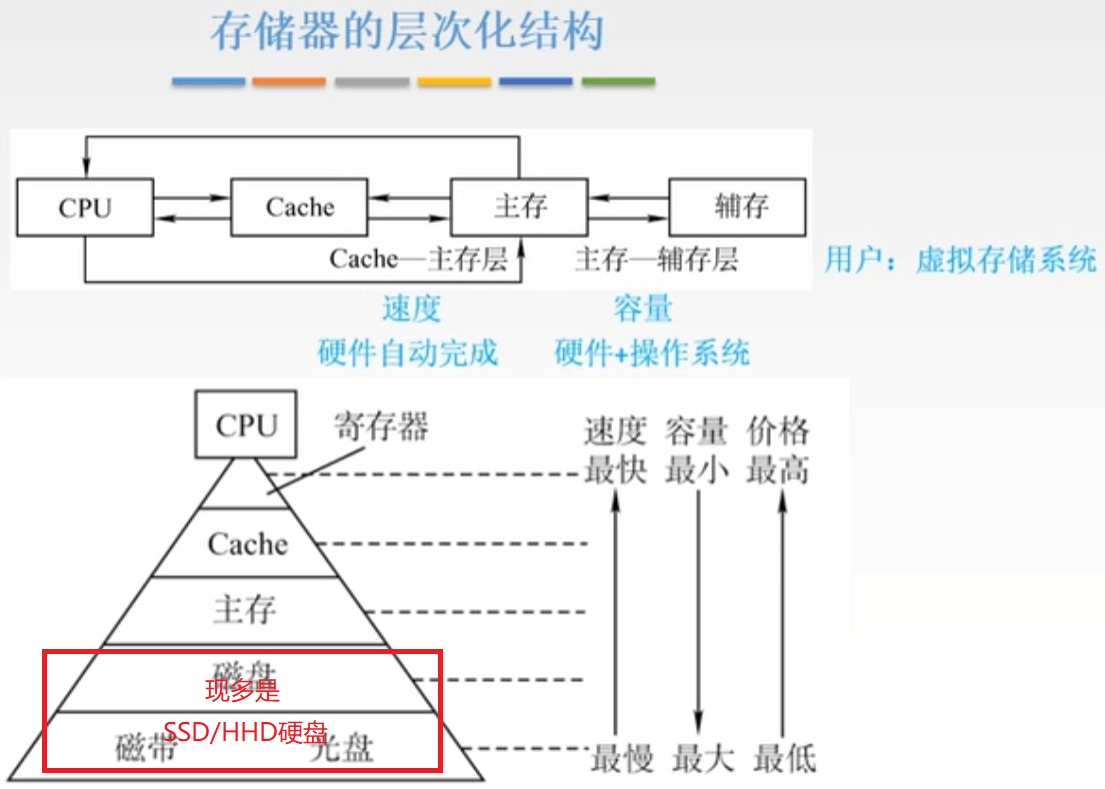 存储器的层次化结构
CPU
Cache
主存
辅存
Cache—主存层
主存—辅存层
用户：虚拟存储系统
速度
容量
硬件自动完成
硬件+操作系统
CPU
寄存器
速度 容量 价格
最快 最小 最高
Cache
主存
磁盘
现多是
SSD/HHD硬盘
磁带
光盘
最慢 最大 最低